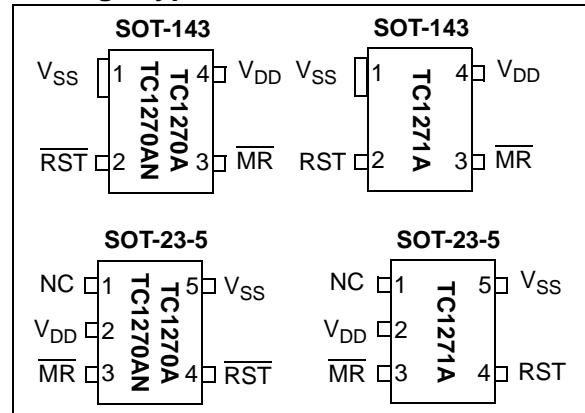 SOT-143
VSS 1 TC1270A TC1270AN 4 VDD
RST 2 3 MR
SOT-143
VSS 1 TC1271A 4 VDD
RST 2 3 MR
SOT-23-5
NC 1 TC1270A TC1270AN 5 VSS
VDD 2
MR 3 4 RST
SOT-23-5
NC 1 TC1271A 5 VSS
VDD 2
MR 3 4 RST